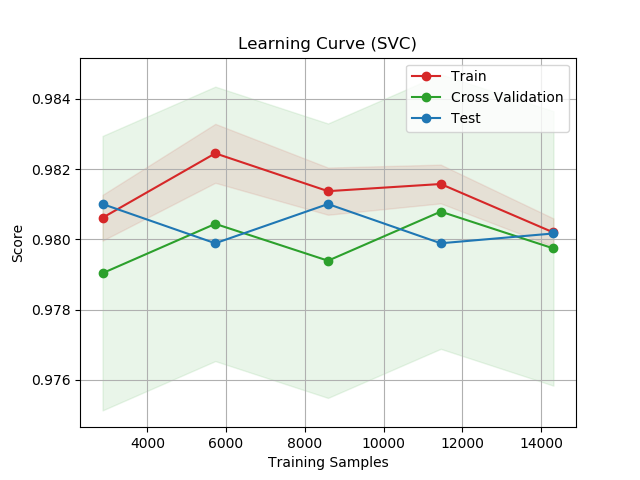 Learning Curve (SVC)
Train
Cross Validation
Test
0.984
0.982
0.980
0.978
0.976
Score
4000 6000 8000 10000 12000 14000
Training Samples